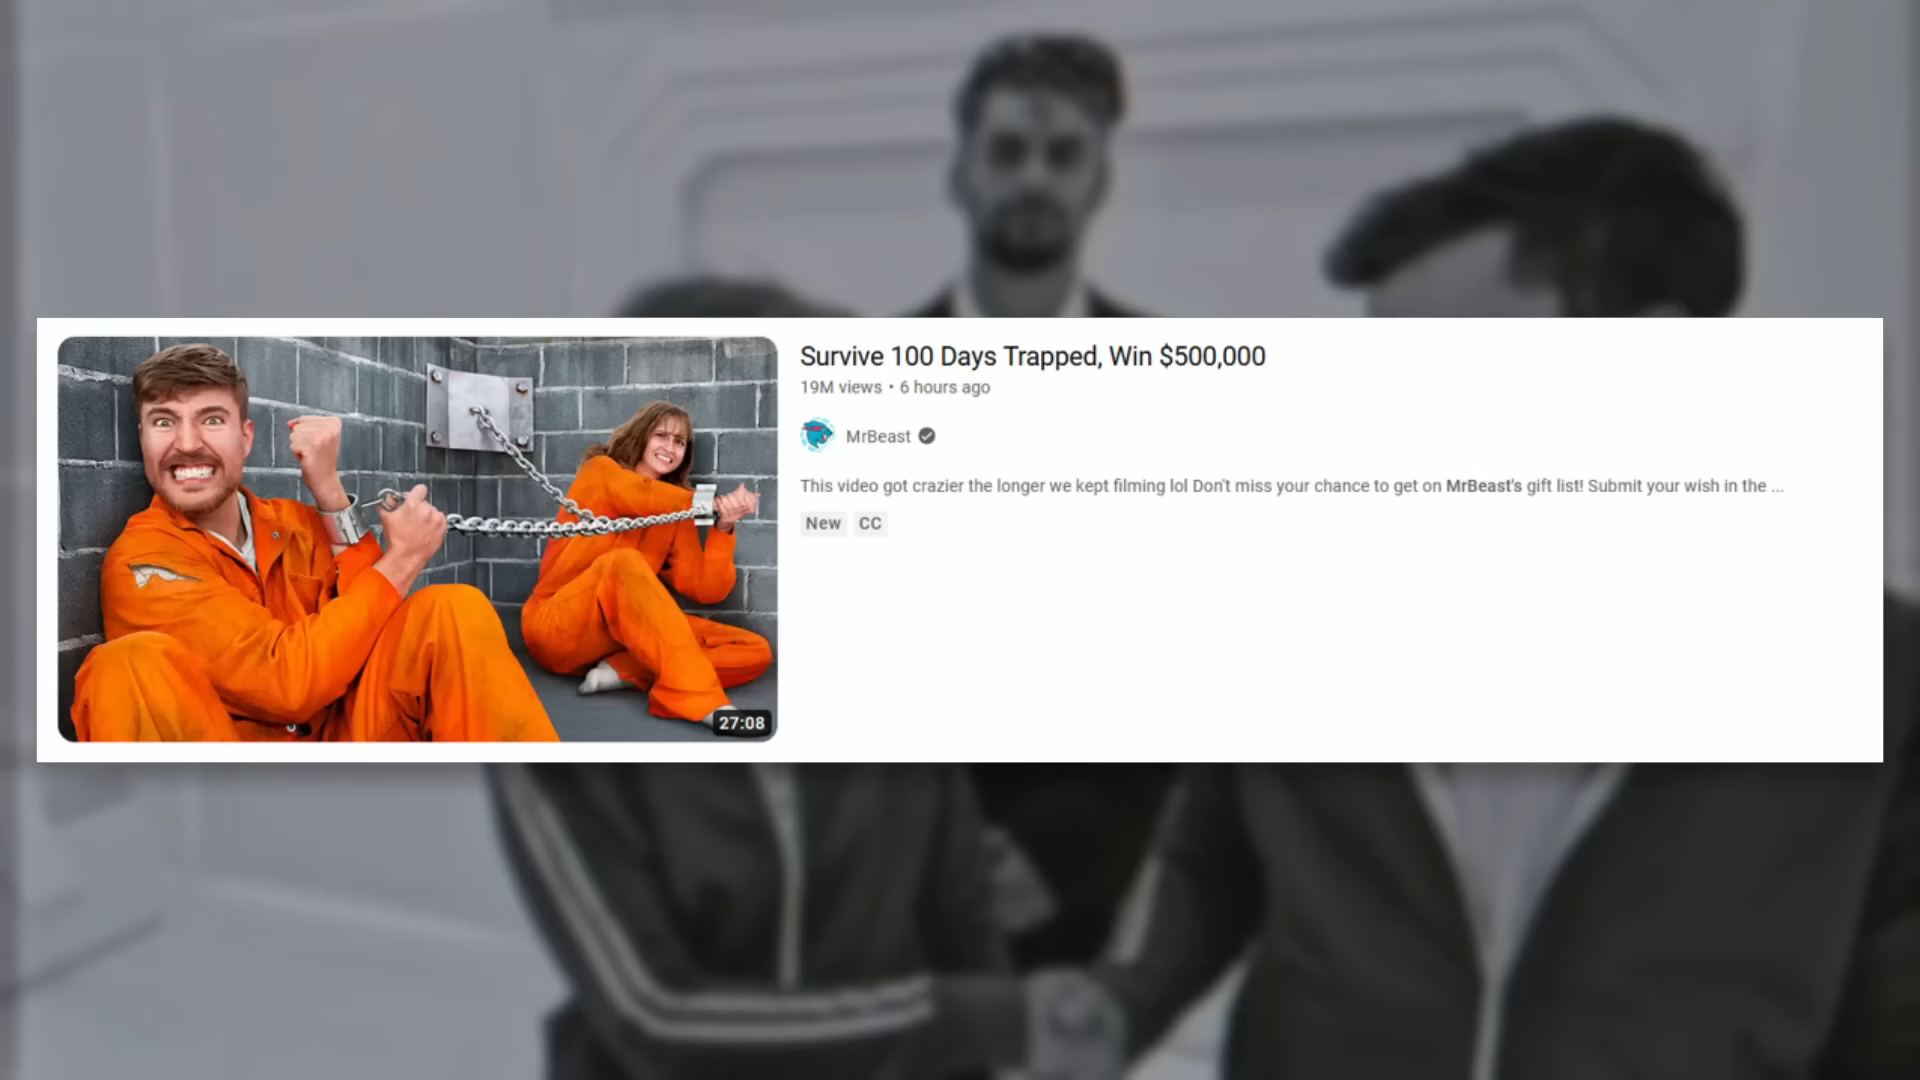 Survive 100 Days Trapped, Win $500,000
19M views • 6 hours ago
MrBeast
This video got crazier the longer we kept filming lol Don't miss your chance to get on MrBeast's gift list! Submit your wish in the ...
New CC
27:08